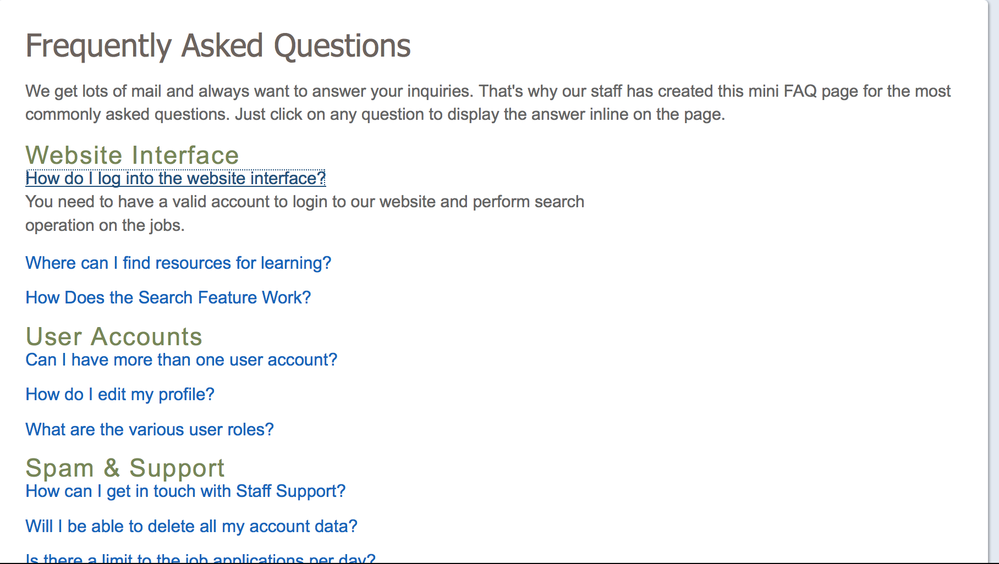 Frequently Asked Questions
We get lots of mail and always want to answer your inquiries. That's why our staff has created this mini FAQ page for the most
commonly asked questions. Just click on any question to display the answer inline on the page.
Website Interface
How do I log into the website interface?
You need to have a valid account to login to our website and perform search
operation on the jobs.
Where can I find resources for learning?
How Does the Search Feature Work?
User Accounts
Can I have more than one user account?
How do I edit my profile?
What are the various user roles?
Spam & Support
How can I get in touch with Staff Support?
Will I be able to delete all my account data?
Is there a limit to the job applications per day?